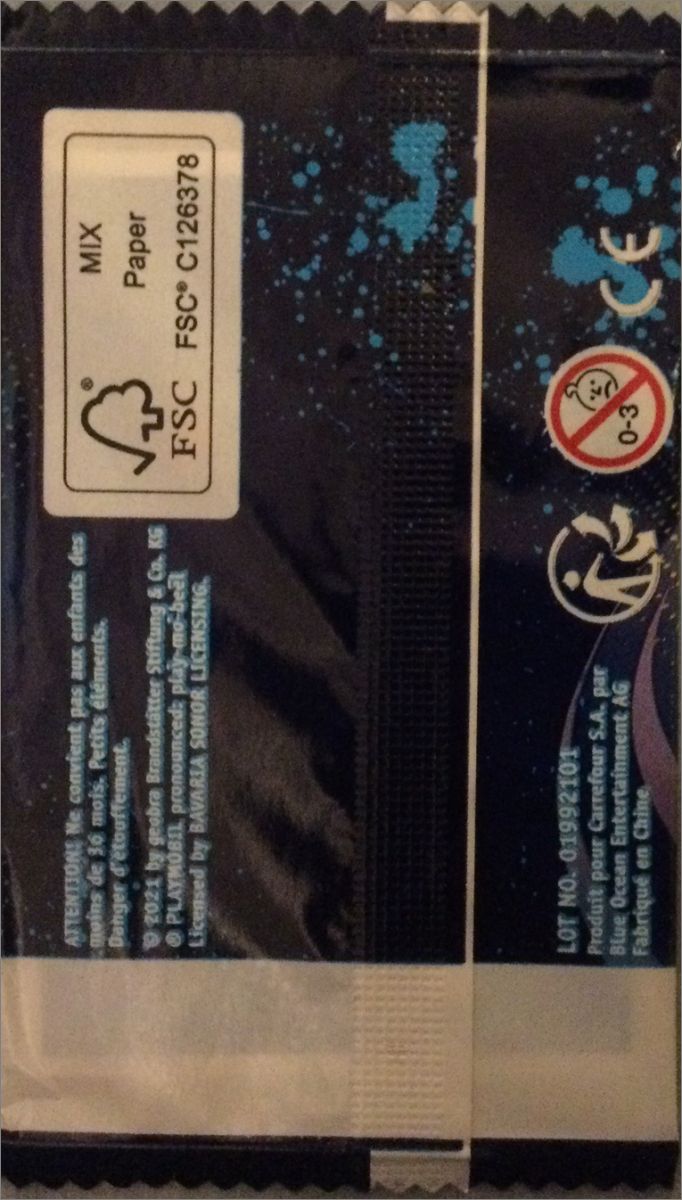 ATTENTION! Ne convient pas aux enfants des
moins de 36 mois. Petits éléments.
Danger d'étouffement.
© 2021 by geobra Brandstätter Stiftung & Co. KG
® PLAYMOBIL pronounced: play-mo-beel
Licensed by BAVARIA SONOR LICENSING.
MIX
Paper
FSC® C126378
FSC
®
LOT NO. 01992101
Produit pour Carrefour S.A. par
Blue Ocean Entertainment AG
Fabriqué en Chine.
0-3
CE